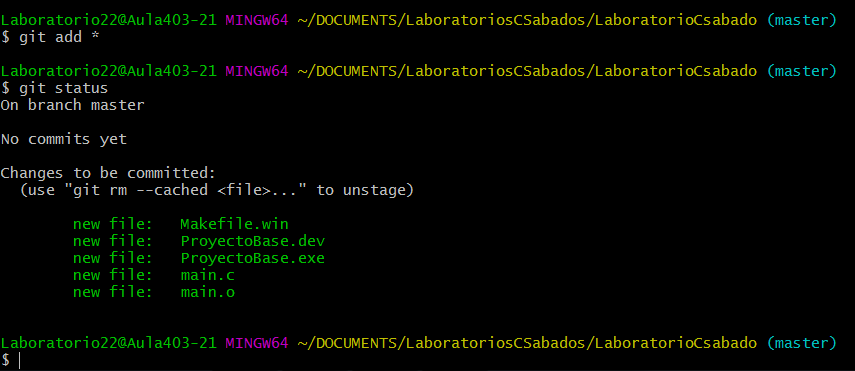 Laboratorio22@Aula403-21 MINGW64 ~/DOCUMENTS/LaboratoriosCSabados/LaboratorioCsabado (master)
$ git add *
Laboratorio22@Aula403-21 MINGW64 ~/DOCUMENTS/LaboratoriosCSabados/LaboratorioCsabado (master)
$ git status
On branch master
No commits yet
Changes to be committed:
  (use "git rm --cached <file>..." to unstage)
        new file:   Makefile.win
        new file:   ProyectoBase.dev
        new file:   ProyectoBase.exe
        new file:   main.c
        new file:   main.o
Laboratorio22@Aula403-21 MINGW64 ~/DOCUMENTS/LaboratoriosCSabados/LaboratorioCsabado (master)
$